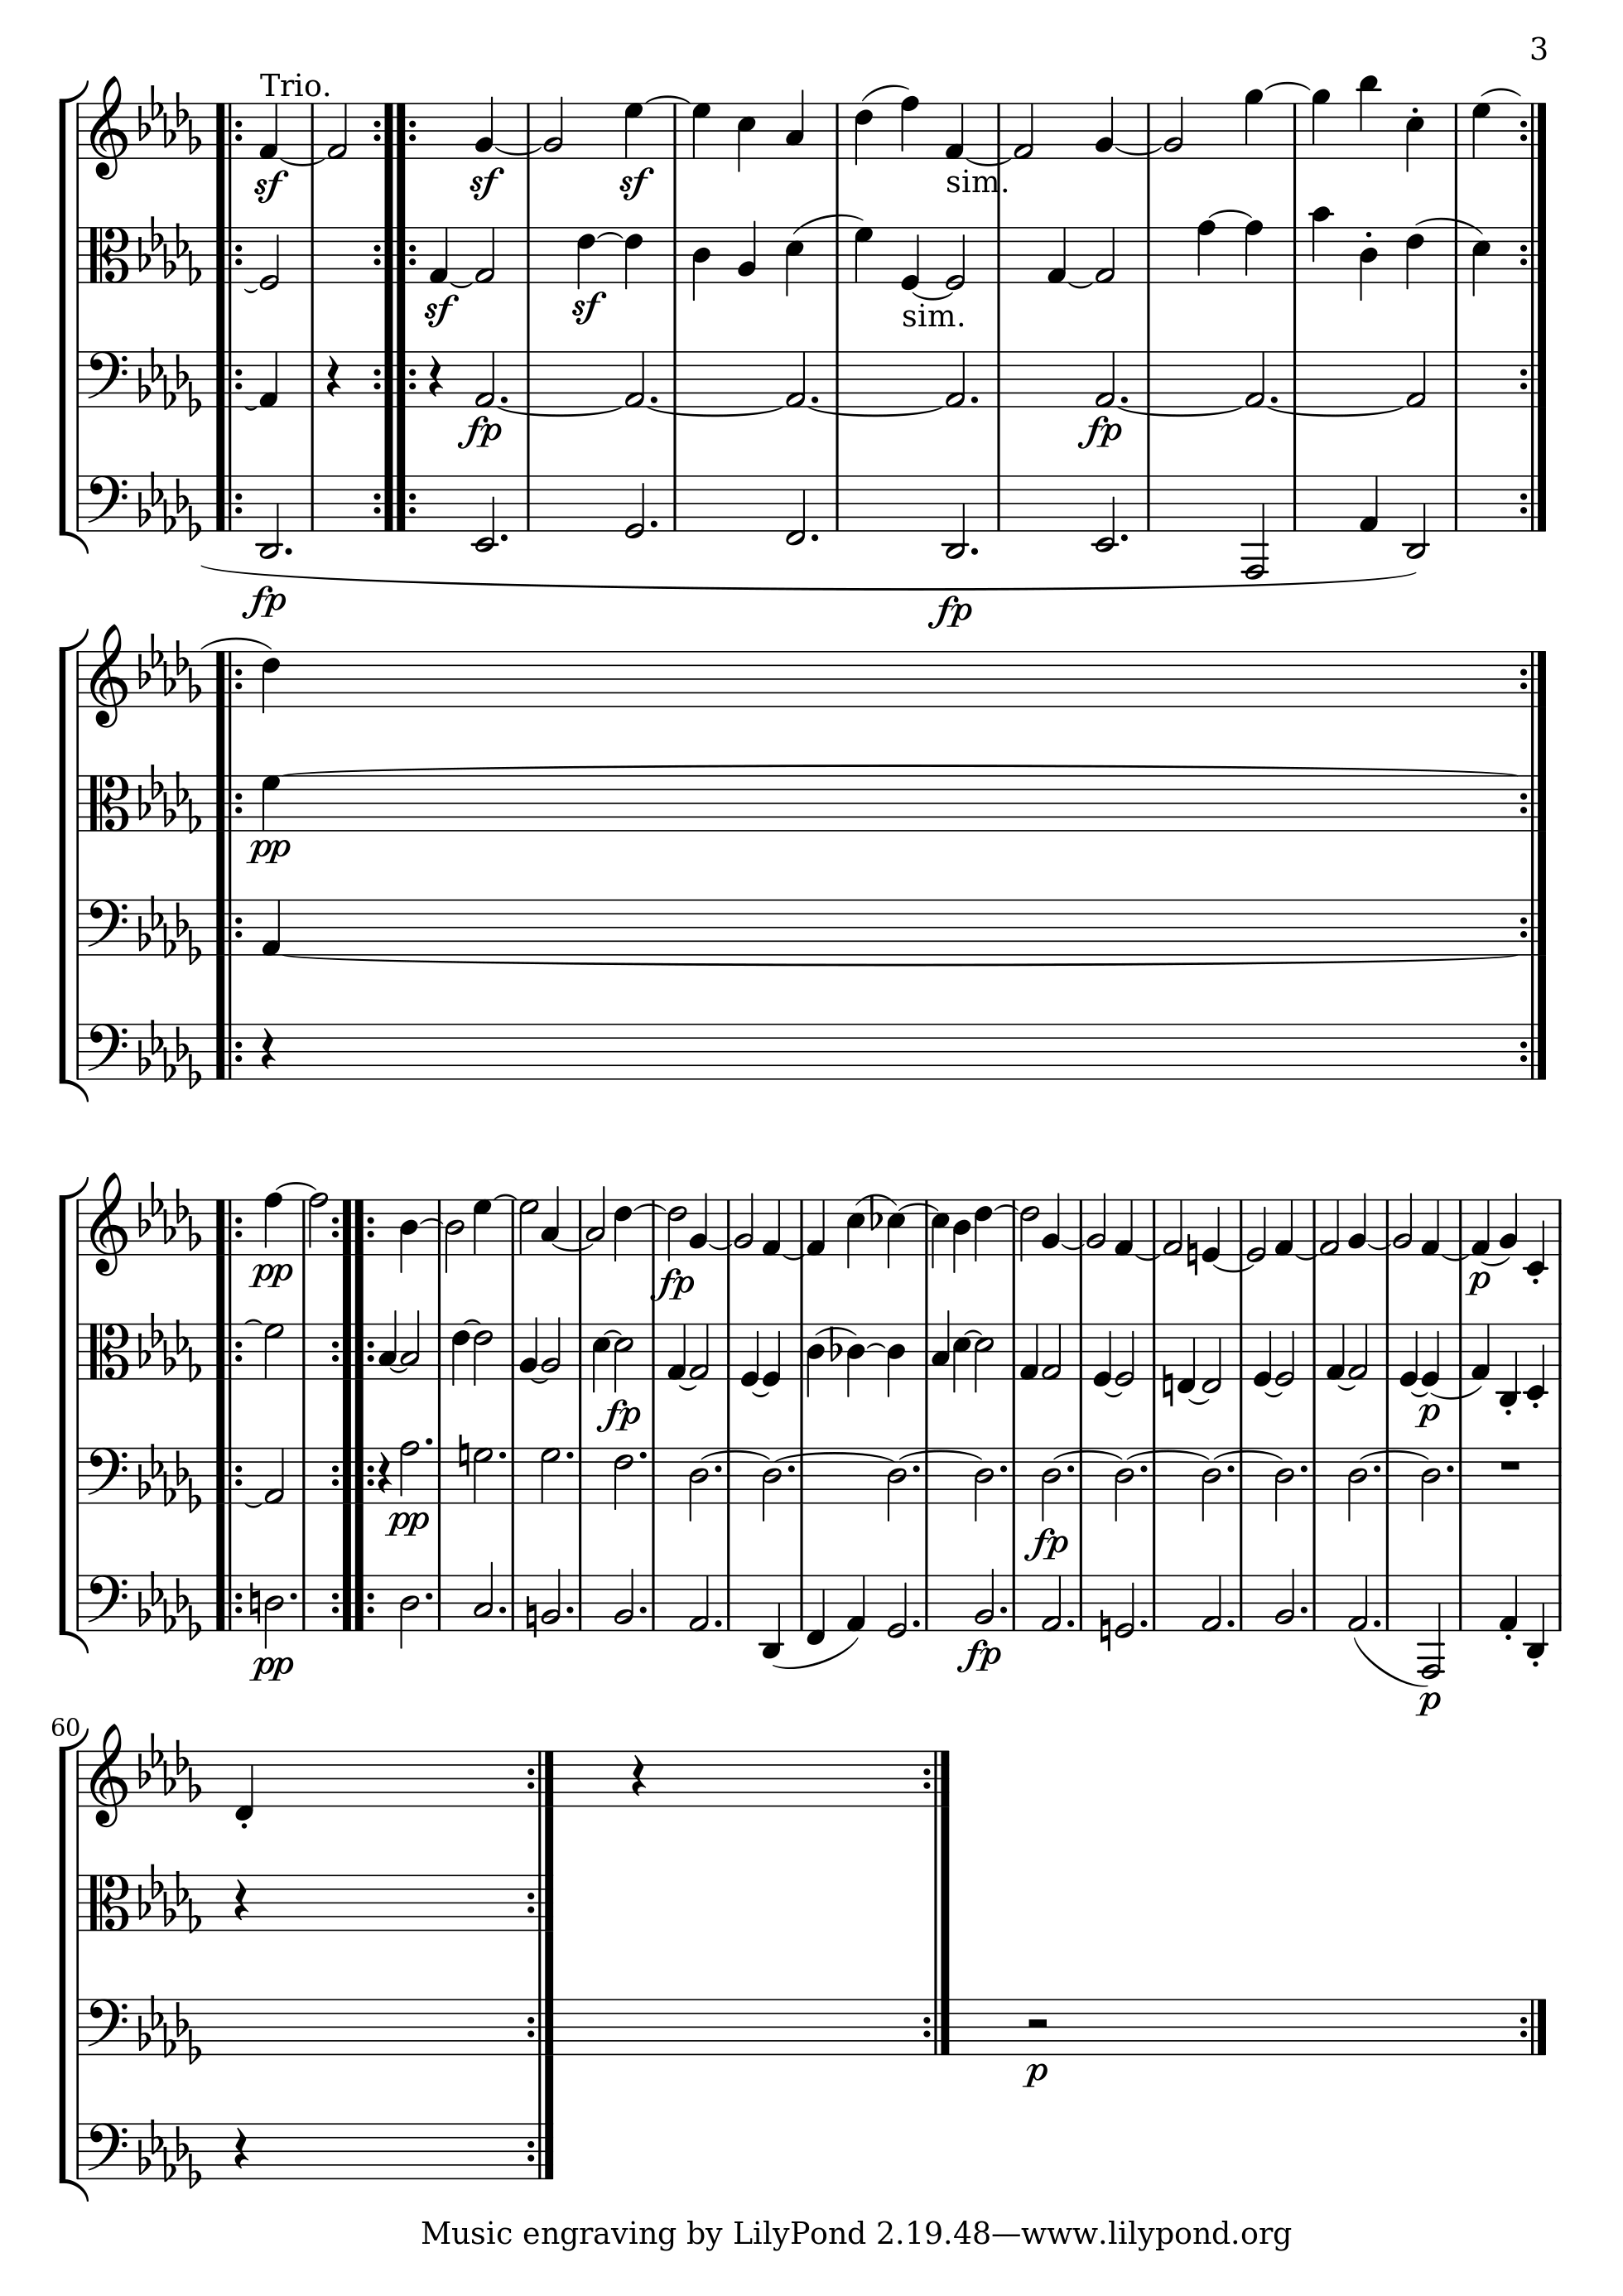 3
Trio.
sf sf sf
sim.
sf sf
sim.
fp fp
fp fp
pp
pp fp p
fp p
pp fp
pp fp p
60
p
Music engraving by LilyPond 2.19.48—www.lilypond.org